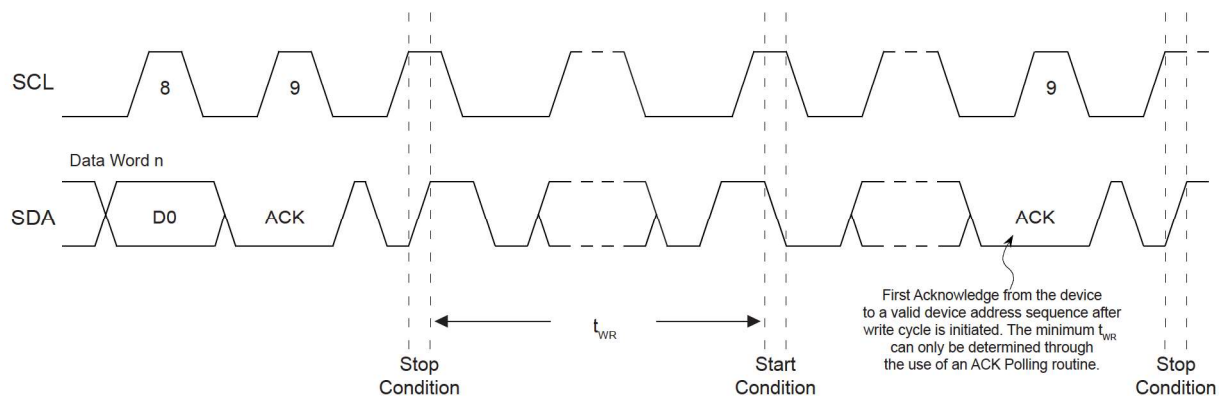 SCL
8
9
9
Data Word n
SDA
D0
ACK
ACK
First Acknowledge from the device
to a valid device address sequence after
write cycle is initiated. The minimum tWR
can only be determined through
the use of an ACK Polling routine.
tWR
Stop
Condition
Start
Condition
Stop
Condition